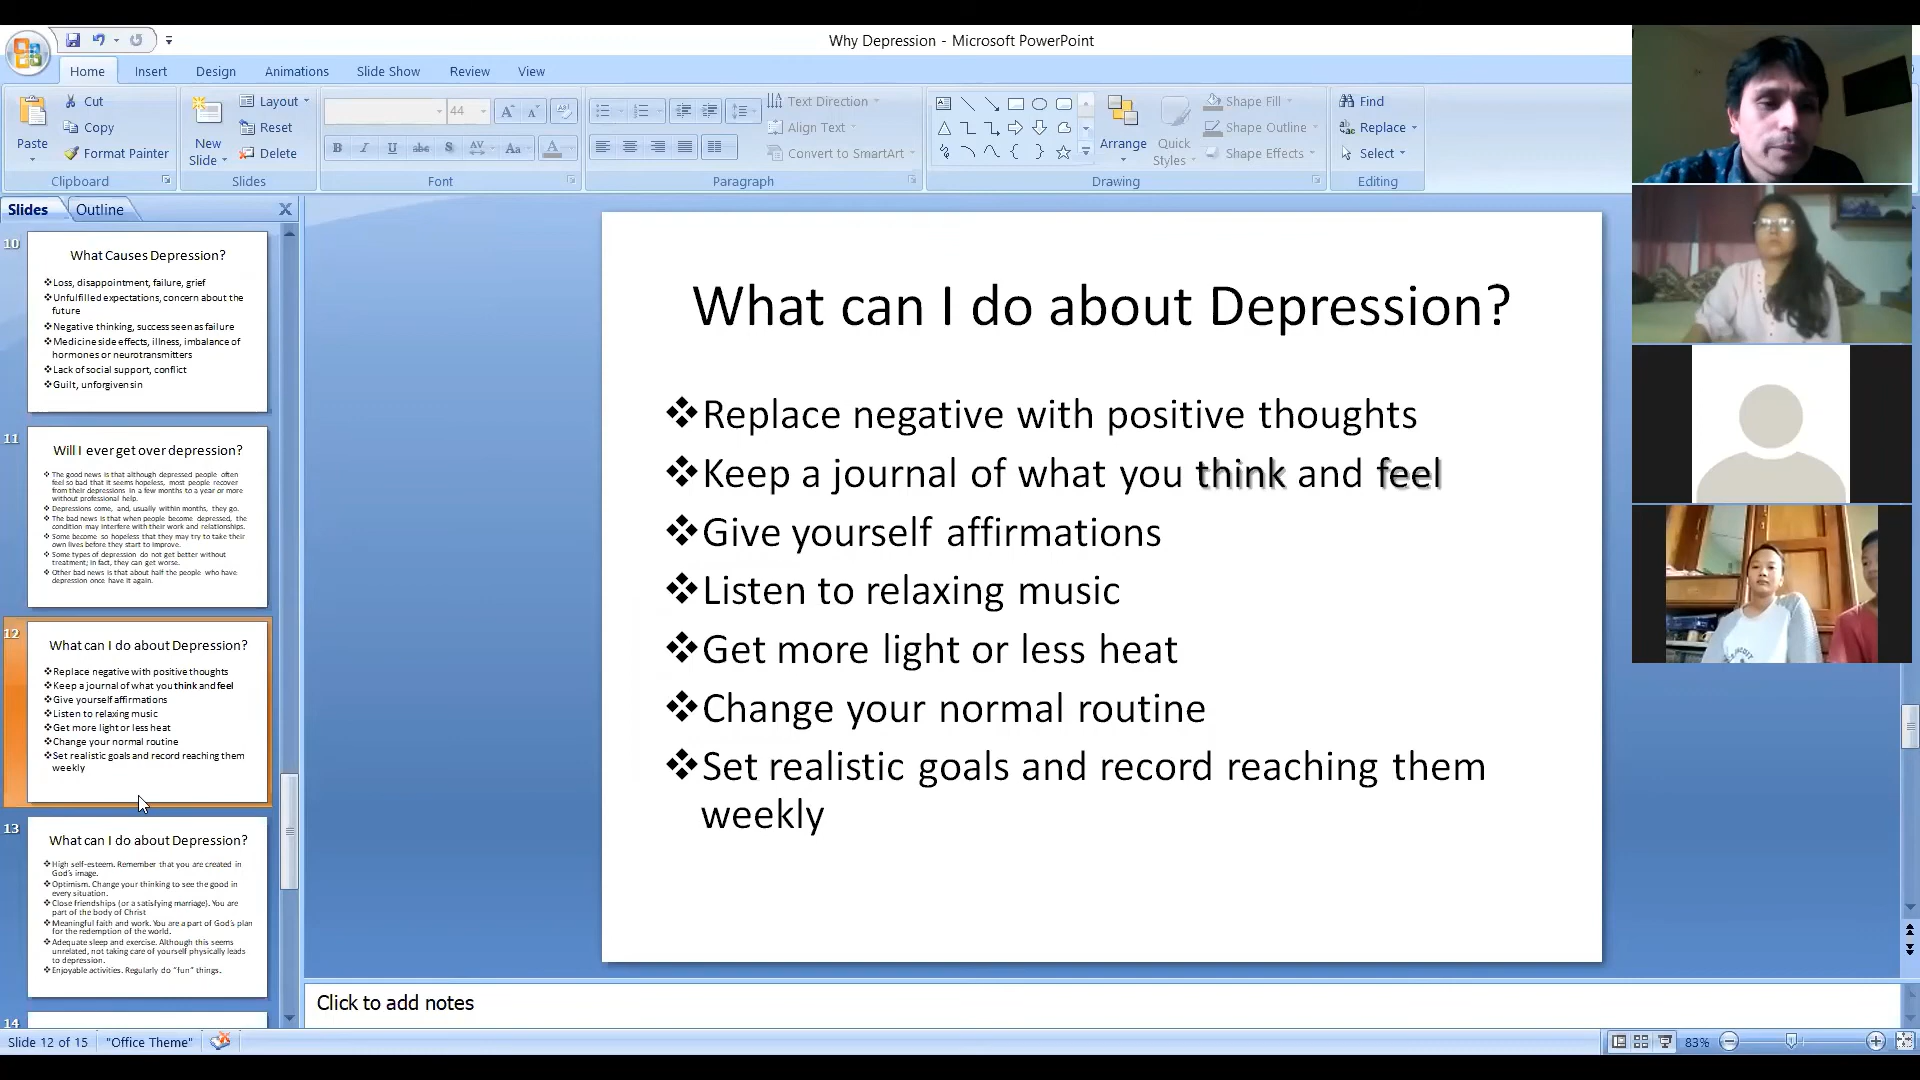 Why Depression - Microsoft PowerPoint
Home Insert Design Animations Slide Show Review View
Paste
Cut
Copy
Format Painter
Clipboard
New
Slide
Layout
Reset
Delete
Slides
44
B I U abc S AV Aa A
Font
Text Direction
Align Text
Convert to SmartArt
Paragraph
Arrange
Quick
Styles
Shape Fill
Shape Outline
Shape Effects
Drawing
Find
Replace
Select
Editing
Slides Outline
10
What Causes Depression?
❖Loss, disappointment, failure, grief
❖Unfulfilled expectations, concern about the
future
❖Negative thinking, success seen as failure
❖Medicine side effects, illness, imbalance of
hormones or neurotransmitters
❖Lack of social support, conflict
❖Guilt, unforgiven sin
11
Will I ever get over depression?
❖ The good news is that although depressed people often
feel so bad that it seems hopeless, most people recover
from their depressions in a few months to a year or more
without professional help.
❖ Depressions come, and, usually within months, they go.
❖ The bad news is that when people become depressed, the
condition may interfere with their work and relationships.
❖ Some become so hopeless that they may try to take their
own lives before they start to improve.
❖ Some types of depression do not get better without
treatment; in fact, they can get worse.
❖ Other bad news is that about half the people who have
depression once have it again.
12
What can I do about Depression?
❖Replace negative with positive thoughts
❖Keep a journal of what you think and feel
❖Give yourself affirmations
❖Listen to relaxing music
❖Get more light or less heat
❖Change your normal routine
❖Set realistic goals and record reaching them
weekly
13
What can I do about Depression?
❖High self-esteem. Remember that you are created in
God's image.
❖Optimism. Change your thinking to see the good in
every situation.
❖Close friendships (or a satisfying marriage). You are
part of the body of Christ
❖Meaningful faith and work. You are a part of God's plan
for the redemption of the world.
❖Adequate sleep and exercise. Although this seems
unrelated, not taking care of yourself physically leads
to depression.
❖Enjoyable activities. Regularly do "fun" things.
14
What can I do about Depression?
❖Replace negative with positive thoughts
❖Keep a journal of what you think and feel
❖Give yourself affirmations
❖Listen to relaxing music
❖Get more light or less heat
❖Change your normal routine
❖Set realistic goals and record reaching them
weekly
Click to add notes
Slide 12 of 15 "Office Theme" 83%